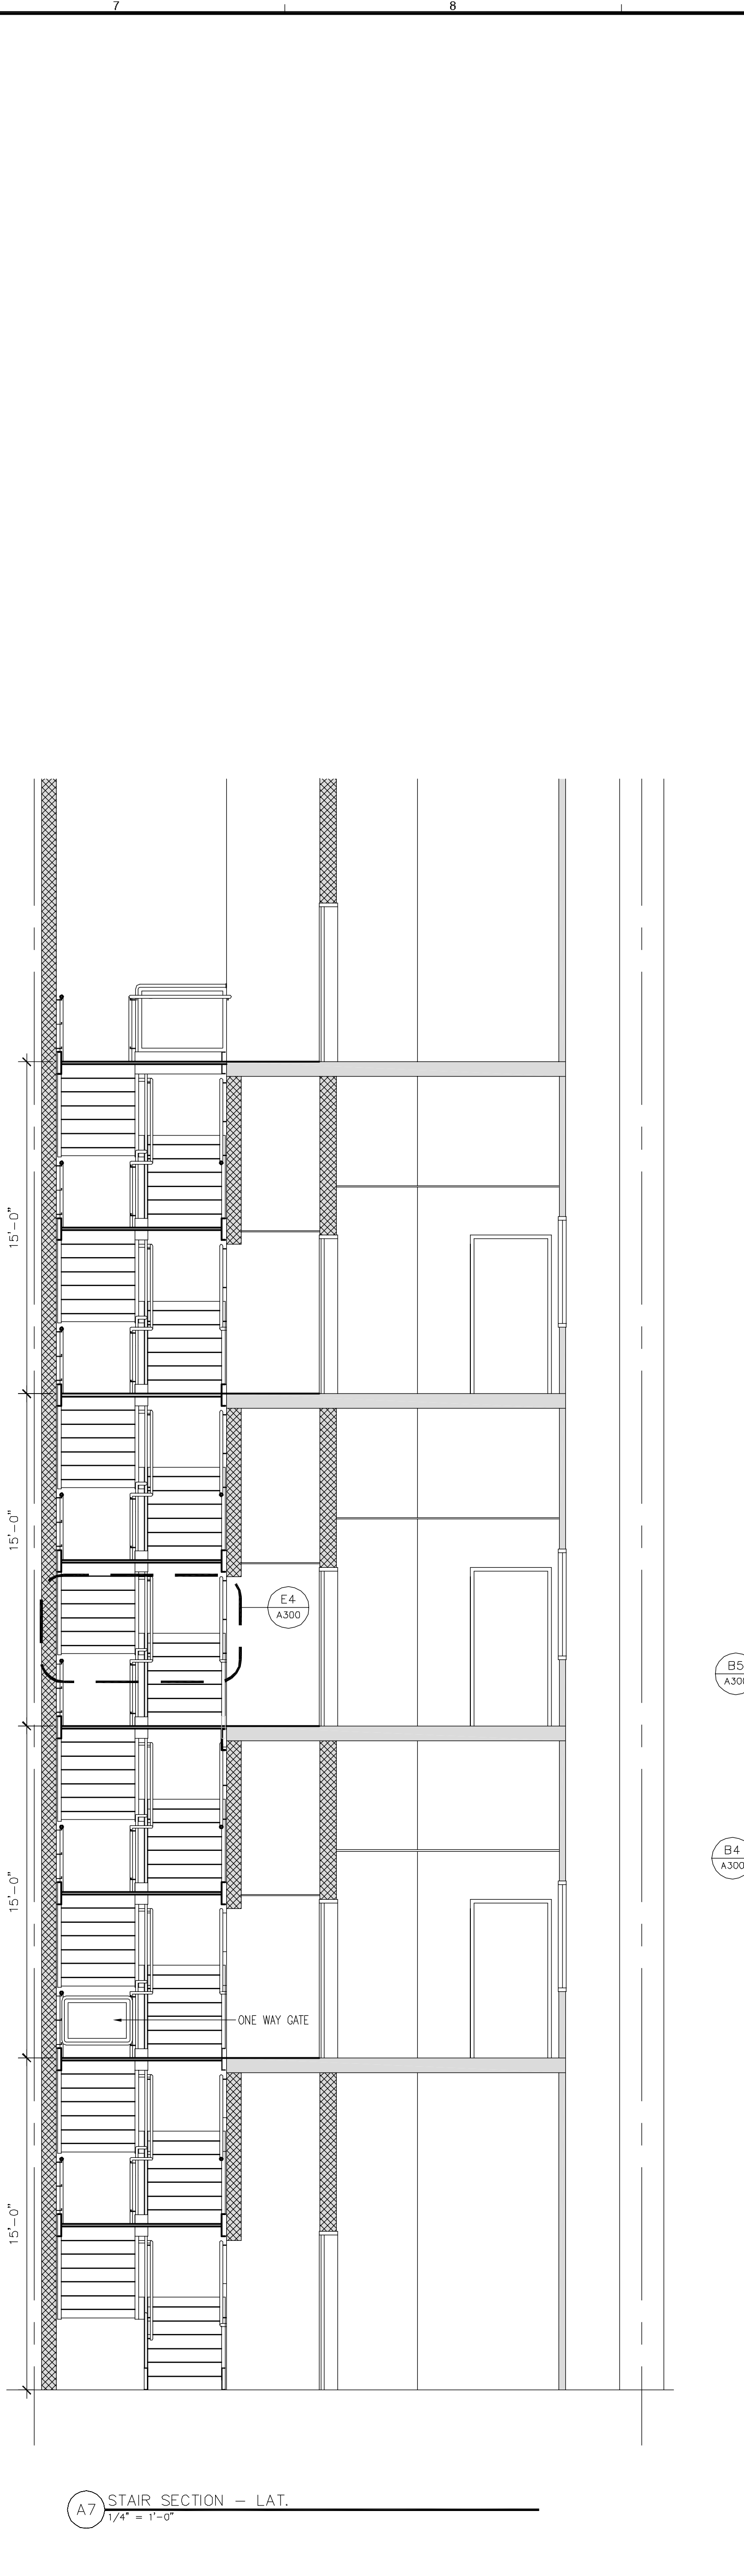 7
8
15'-0"
15'-0"
E4
A300
B5
A300
15'-0"
B4
A300
ONE WAY GATE
15'-0"
A7
STAIR SECTION - LAT.
1/4" = 1'-0"